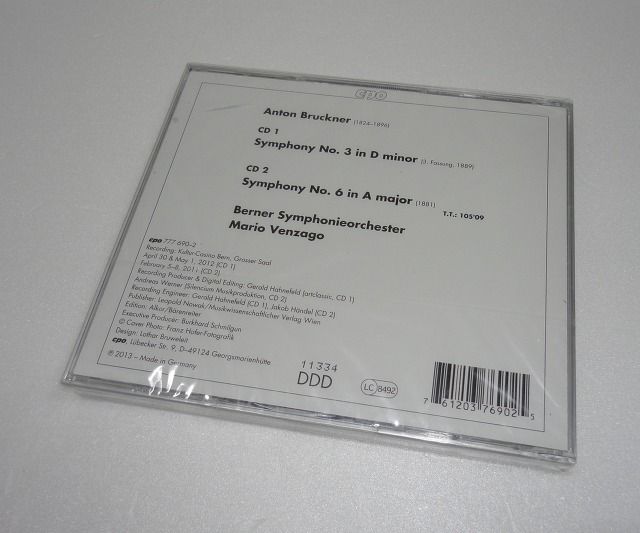 cpo
Anton Bruckner (1824–1896)
CD 1
Symphony No. 3 in D minor (3. Fassung, 1889)
CD 2
Symphony No. 6 in A major (1881)
T.T.: 105'09
Berner Symphonieorchester
Mario Venzago
cpo 777 690–2
Recording: Kultur-Casino Bern, Grosser Saal
April 30 & May 1, 2012 (CD 1)
February 5–8, 2011 (CD 2)
Recording Producer & Digital Editing: Gerald Hahnefeld (artclassic, CD 1)
Andreas Werner (Silencium Musikproduktion, CD 2)
Recording Engineer: Gerald Hahnefeld (CD 1), Jakob Händel (CD 2)
Publisher: Leopold Nowak/Musikwissenschaftlicher Verlag Wien
Edition: Alkor/Bärenreiter
Executive Producer: Burkhard Schmilgun
© Cover Photo: Franz Hofer-Fotografik
Design: Lothar Bruweleit
cpo, Lübecker Str. 9, D–49124 Georgsmarienhütte
℗ 2013 – Made in Germany
11334
DDD
LC 8492
7 61203 76902 5